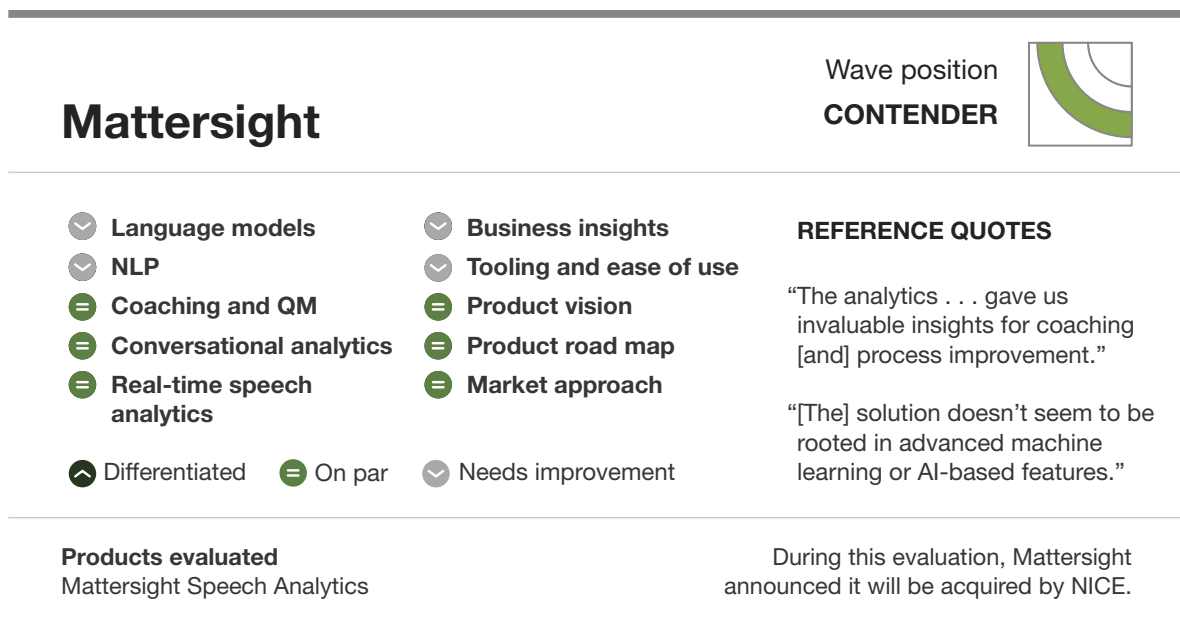 Wave position
CONTENDER
Mattersight
Language models
NLP
Coaching and QM
Conversational analytics
Real-time speech
analytics
Business insights
Tooling and ease of use
Product vision
Product road map
Market approach
Differentiated
On par
Needs improvement
REFERENCE QUOTES
“The analytics . . . gave us
invaluable insights for coaching
[and] process improvement.”
“[The] solution doesn’t seem to be
rooted in advanced machine
learning or AI-based features.”
Products evaluated
Mattersight Speech Analytics
During this evaluation, Mattersight
announced it will be acquired by NICE.